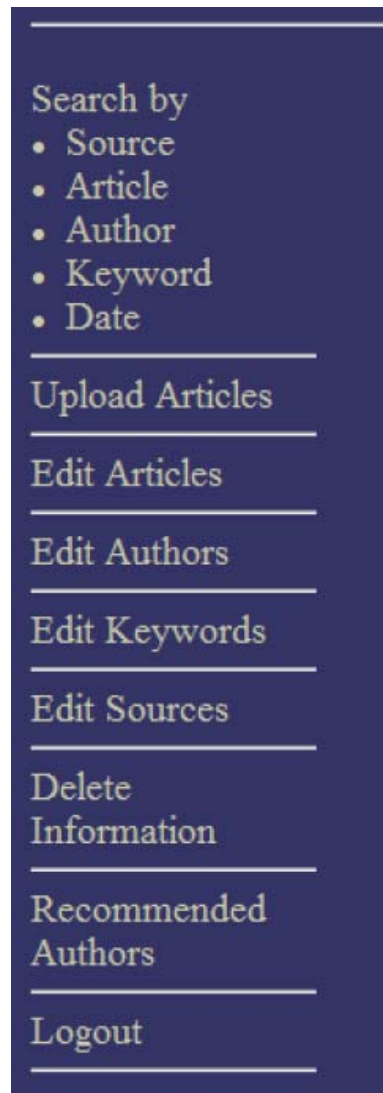 Search by
• Source
• Article
• Author
• Keyword
• Date
Upload Articles
Edit Articles
Edit Authors
Edit Keywords
Edit Sources
Delete
Information
Recommended
Authors
Logout